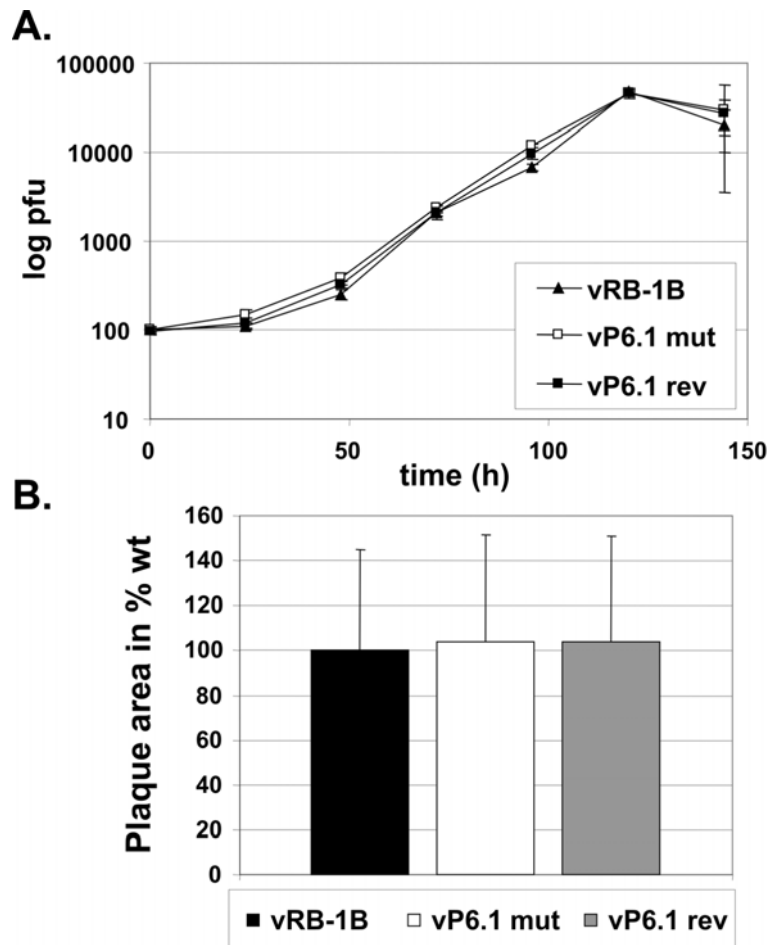 A.
100000
10000
1000
100
10
log pfu
vRB-1B
vP6.1 mut
vP6.1 rev
0 50 100 150
time (h)
B.
160
140
120
100
80
60
40
20
0
Plaque area in % wt
vRB-1B vP6.1 mut vP6.1 rev